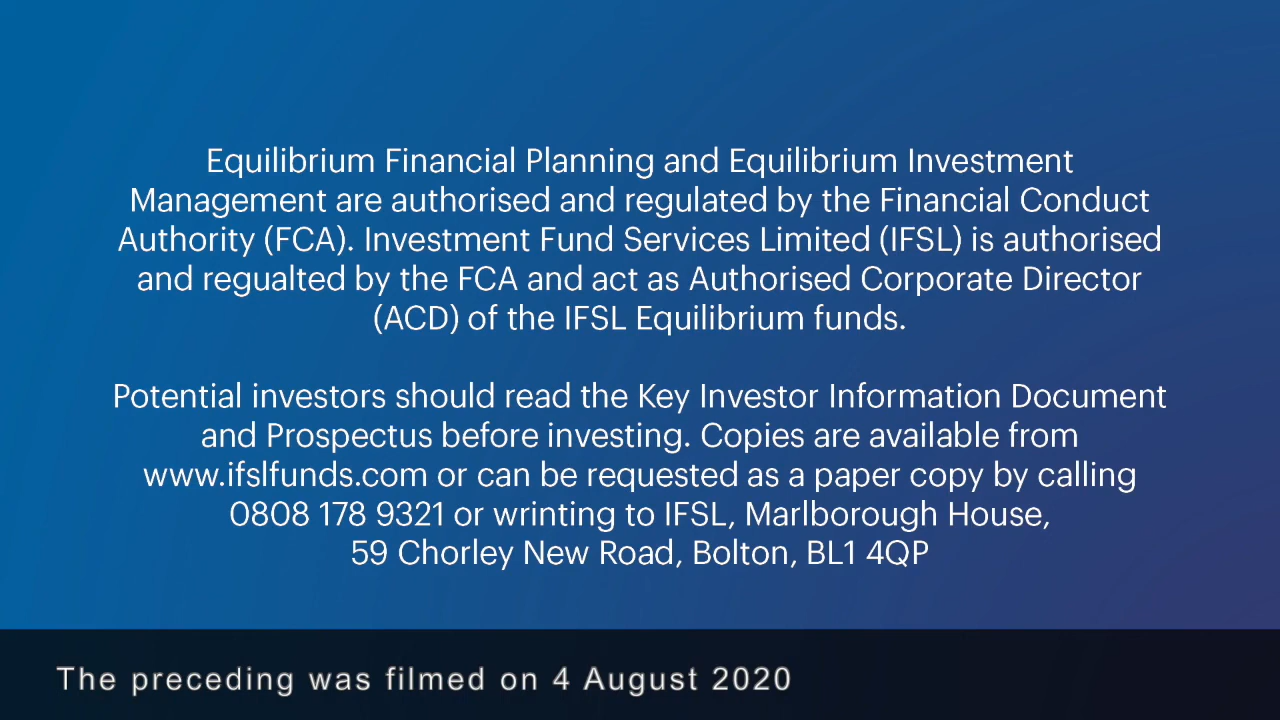 Equilibrium Financial Planning and Equilibrium Investment
Management are authorised and regulated by the Financial Conduct
Authority (FCA). Investment Fund Services Limited (IFSL) is authorised
and regualted by the FCA and act as Authorised Corporate Director
(ACD) of the IFSL Equilibrium funds.
Potential investors should read the Key Investor Information Document
and Prospectus before investing. Copies are available from
www.ifslfunds.com or can be requested as a paper copy by calling
0808 178 9321 or wrinting to IFSL, Marlborough House,
59 Chorley New Road, Bolton, BL1 4QP
The preceding was filmed on 4 August 2020